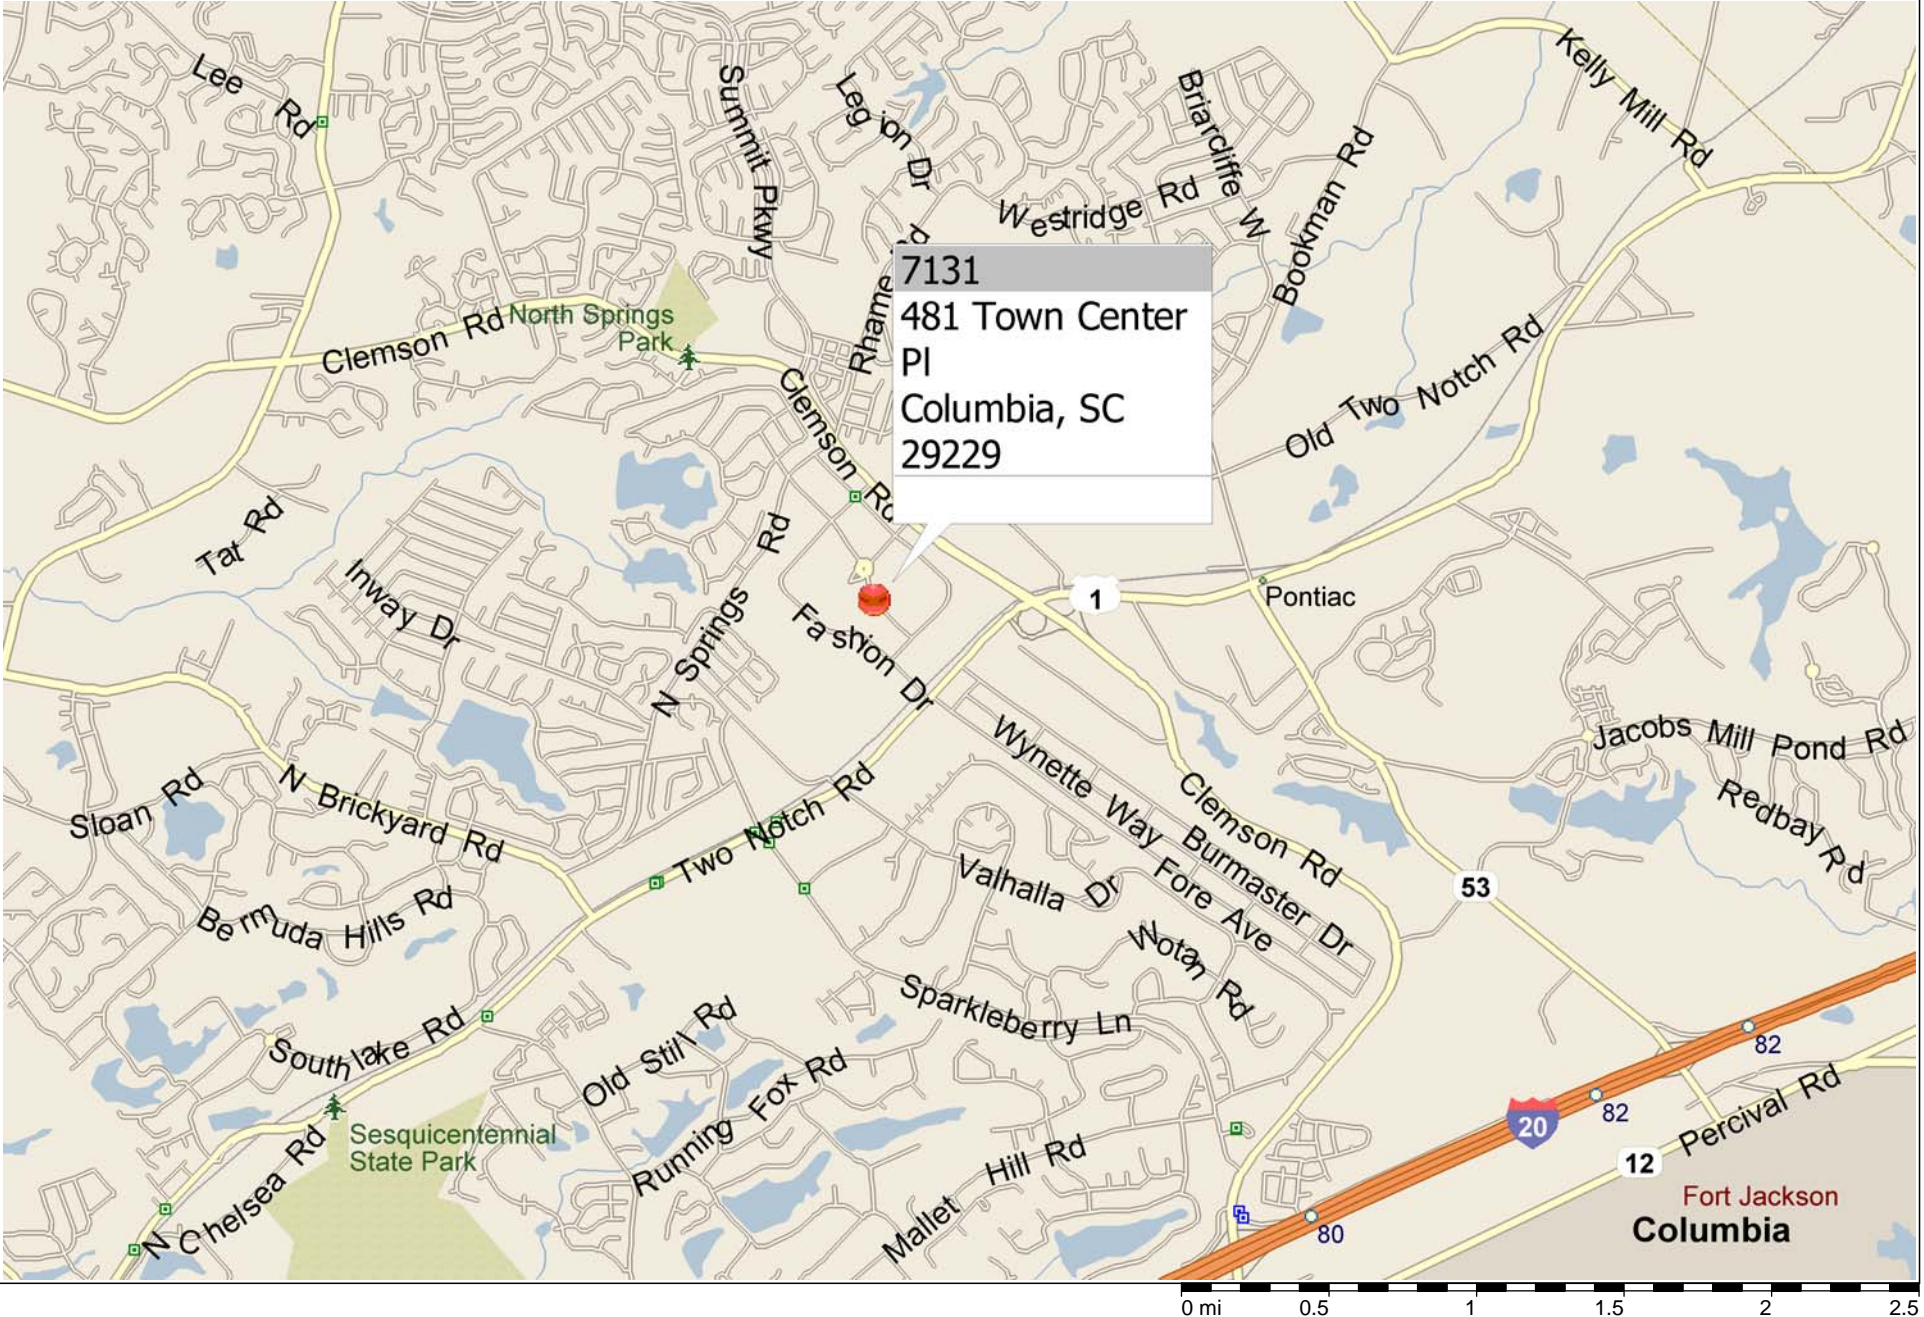 Lee Rd
Summit Pkwy
Legion Dr
Briarcliffe W
Kelly Mill Rd
Westridge Rd
Bookman Rd
Rhame
7131
481 Town Center
Pl
Columbia, SC
29229
North Springs
Park
Clemson Rd
Clemson Rd
Old Two Notch Rd
Tat Rd
Inway Dr
N Springs Rd
Fashion Dr
1
Pontiac
Jacobs Mill Pond Rd
Redbay Rd
Sloan Rd
N Brickyard Rd
Two Notch Rd
Wynette Way
Clemson Rd
Burmaster Dr
Fore Ave
Valhalla Dr
Wotan Rd
53
Bermuda Hills Rd
Sparkleberry Ln
Southlake Rd
Old Still Rd
Running Fox Rd
82
82
20
Percival Rd
12
Sesquicentennial
State Park
N Chelsea Rd
Mallet Hill Rd
80
Fort Jackson
Columbia
0 mi 0.5 1 1.5 2 2.5